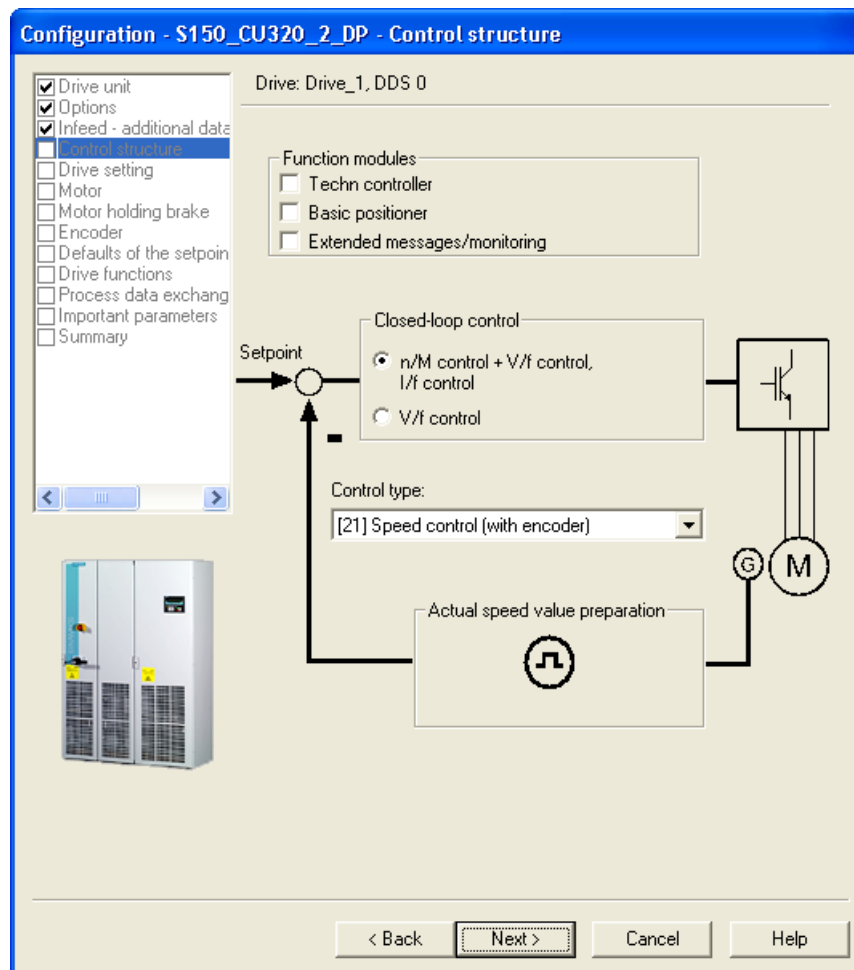 Configuration - S150_CU320_2_DP - Control structure
Drive unit
Options
Infeed - additional data
Control structure
Drive setting
Motor
Motor holding brake
Encoder
Defaults of the setpoin
Drive functions
Process data exchang
Important parameters
Summary
Drive: Drive_1, DDS 0
Function modules
Techn controller
Basic positioner
Extended messages/monitoring
Setpoint
Closed-loop control
n/M control + V/f control,
I/f control
V/f control
Control type:
[21] Speed control (with encoder)
G
M
Actual speed value preparation
< Back
Next >
Cancel
Help